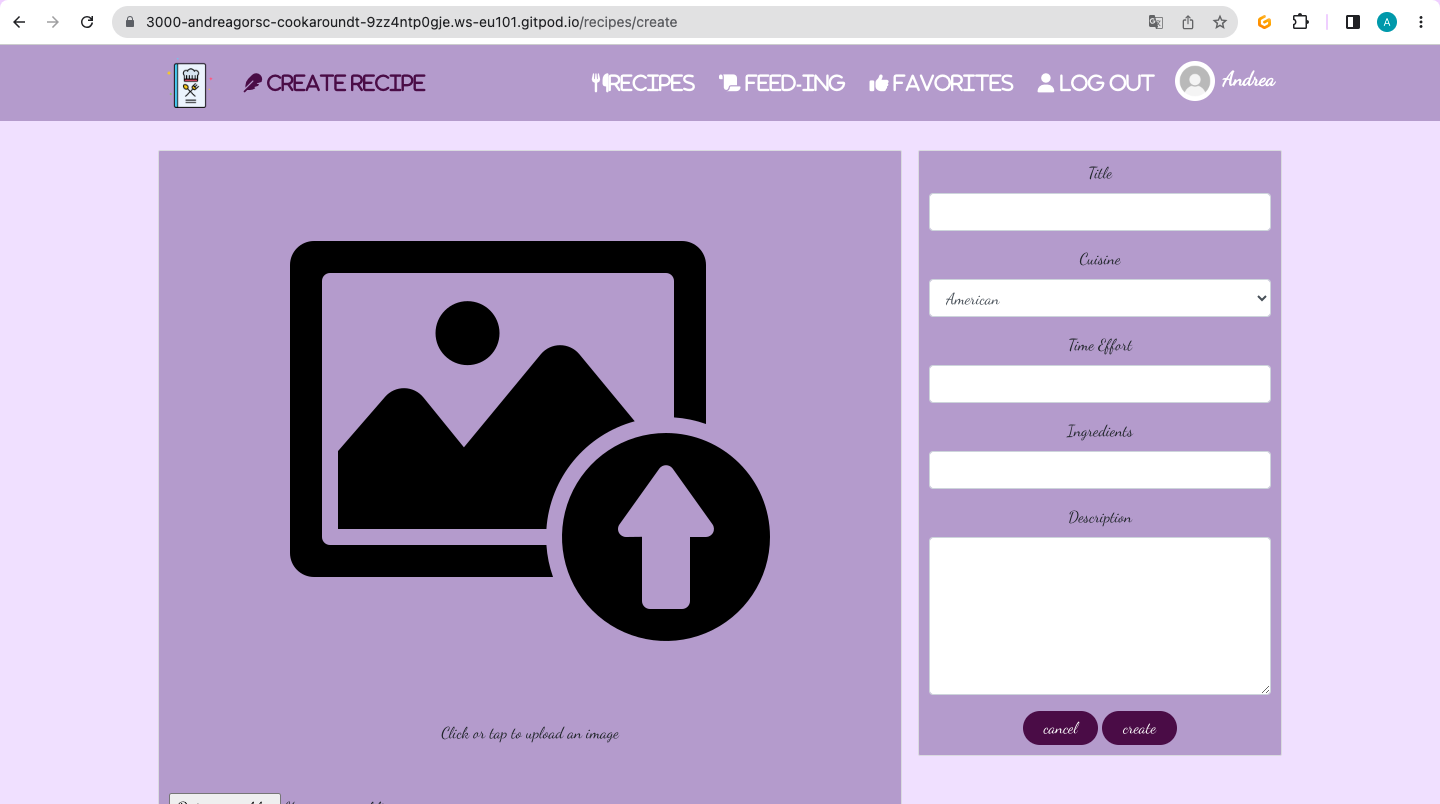 3000-andreagorsc-cookaroundt-9zz4ntp0gje.ws-eu101.gitpod.io/recipes/create
A
CREATE RECIPE
RECIPES
FEED-ING
FAVORITES
LOG OUT
Andrea
Title
Cuisine
American
Time Effort
Ingredients
Description
Click or tap to upload an image
cancel
create